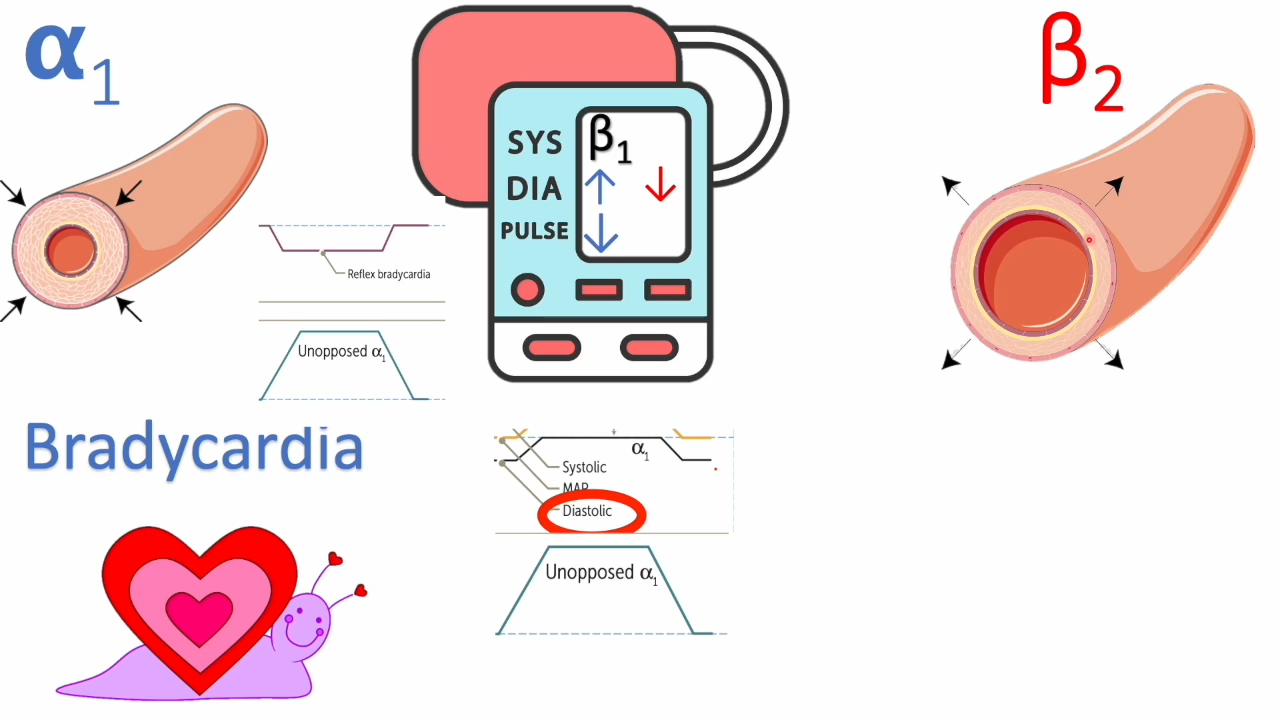 α1
β2
SYS
β1
DIA
PULSE
Reflex bradycardia
Unopposed α1
Bradycardia
α1
Systolic
MAP
Diastolic
Unopposed α1